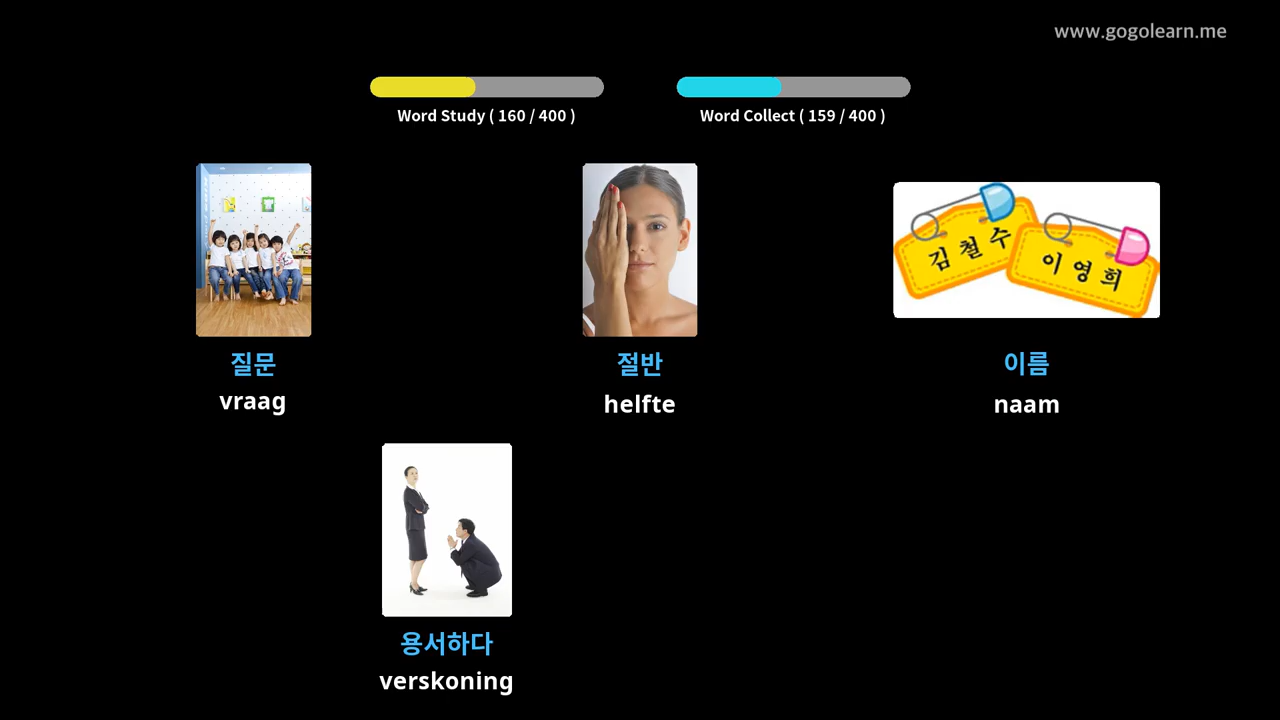 www.gogolearn.me
Word Study ( 160 / 400 )
Word Collect ( 159 / 400 )
김철수
이영희
질문
vraag
절반
helfte
이름
naam
용서하다
verskoning